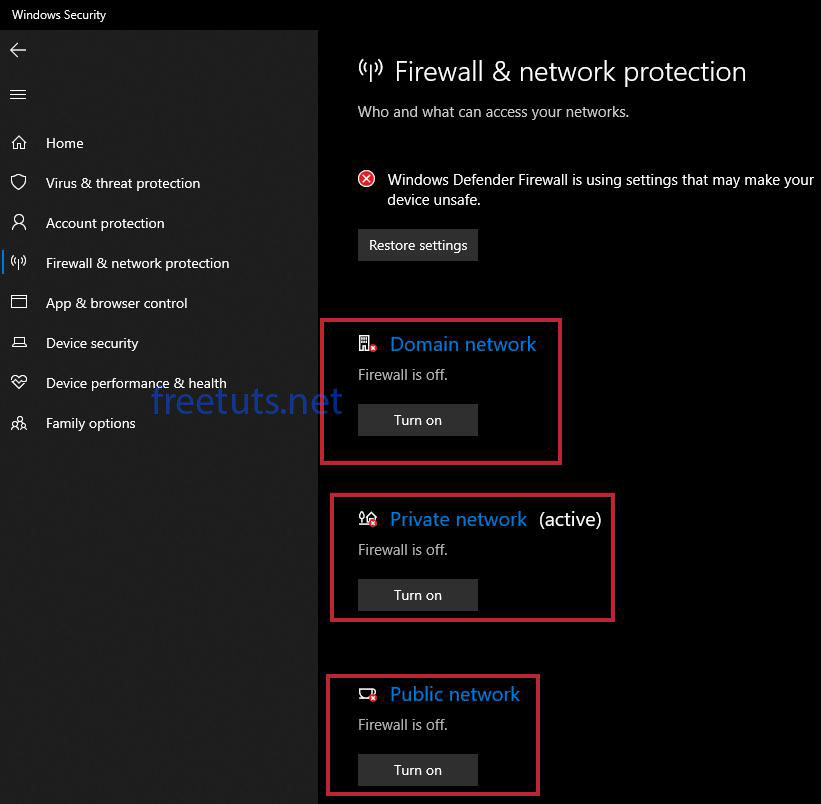 Windows Security
Home
Virus & threat protection
Account protection
Firewall & network protection
App & browser control
Device security
Device performance & health
Family options
freetuts.net
Firewall & network protection
Who and what can access your networks.
Windows Defender Firewall is using settings that may make your
device unsafe.
Restore settings
Domain network
Firewall is off.
Turn on
Private network (active)
Firewall is off.
Turn on
Public network
Firewall is off.
Turn on